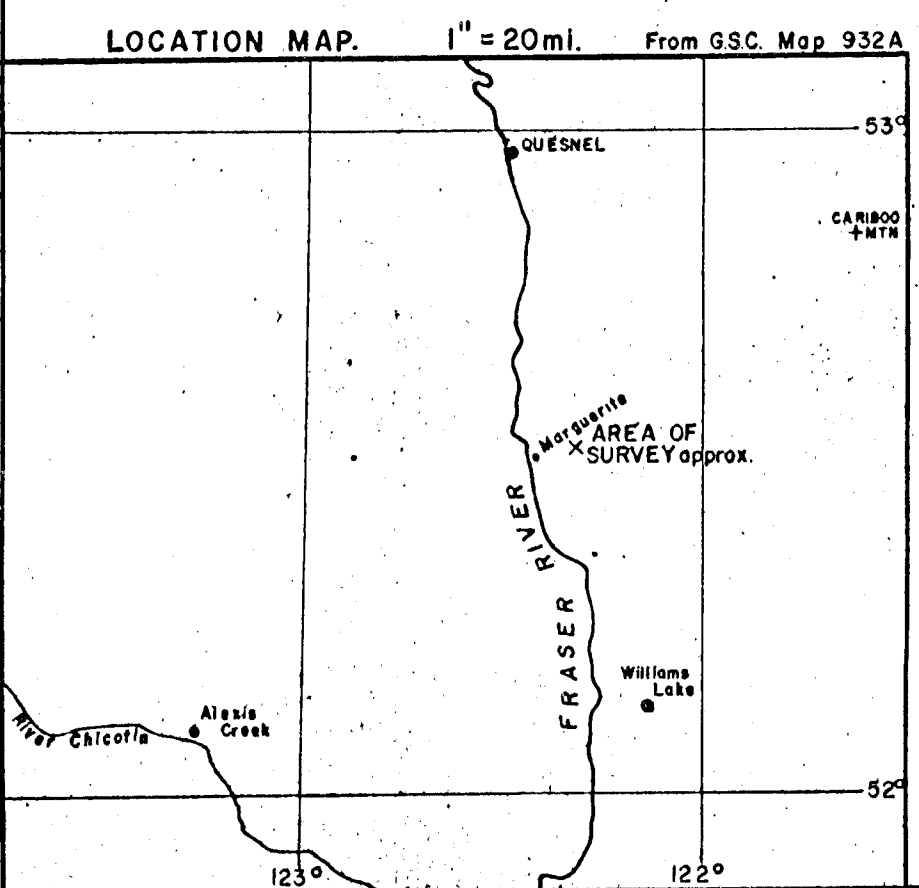 LOCATION MAP. 1" = 20 mi. From G.S.C. Map 932A
53°
QUESNEL
CARIBOO
MTN
Marguerite
AREA OF
SURVEY approx.
RIVER
FRASER
Williams
Lake
Alexis
Creek
River Chicotin
52°
123°
122°